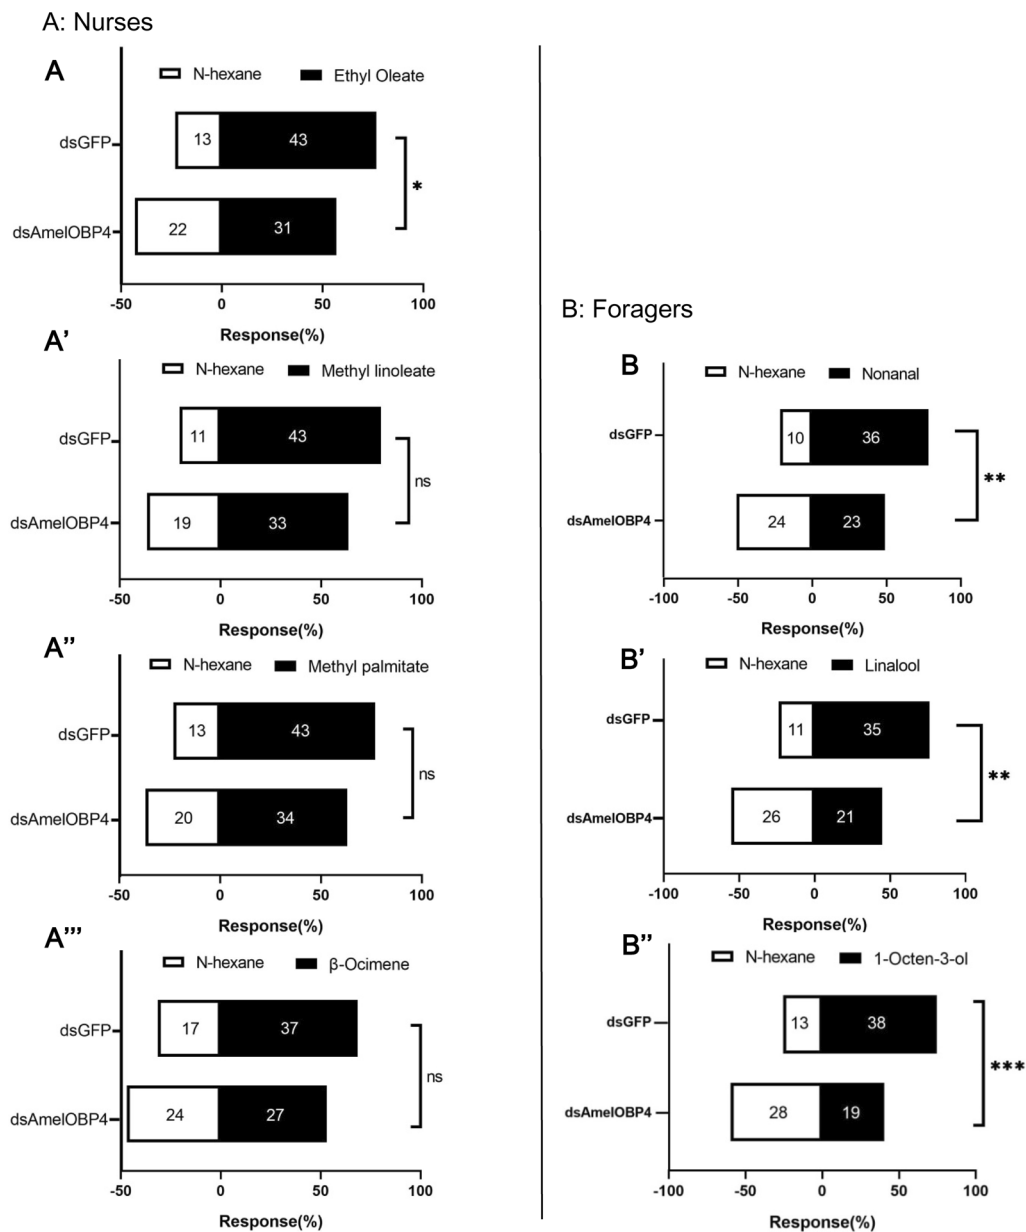 A: Nurses
A
N-hexane Ethyl Oleate
dsGFP 13 43
*
dsAmelOBP4 22 31
-50 0 50 100
Response(%)
A'
N-hexane Methyl linoleate
dsGFP 11 43
ns
dsAmelOBP4 19 33
-50 0 50 100
Response(%)
A''
N-hexane Methyl palmitate
dsGFP 13 43
ns
dsAmelOBP4 20 34
-50 0 50 100
Response(%)
A'''
N-hexane β-Ocimene
dsGFP 17 37
ns
dsAmelOBP4 24 27
-50 0 50 100
Response(%)
B: Foragers
B
N-hexane Nonanal
dsGFP 10 36
**
dsAmelOBP4 24 23
-100 -50 0 50 100
Response(%)
B'
N-hexane Linalool
dsGFP 11 35
**
dsAmelOBP4 26 21
-100 -50 0 50 100
Response(%)
B''
N-hexane 1-Octen-3-ol
dsGFP 13 38
***
dsAmelOBP4 28 19
-100 -50 0 50 100
Response(%)